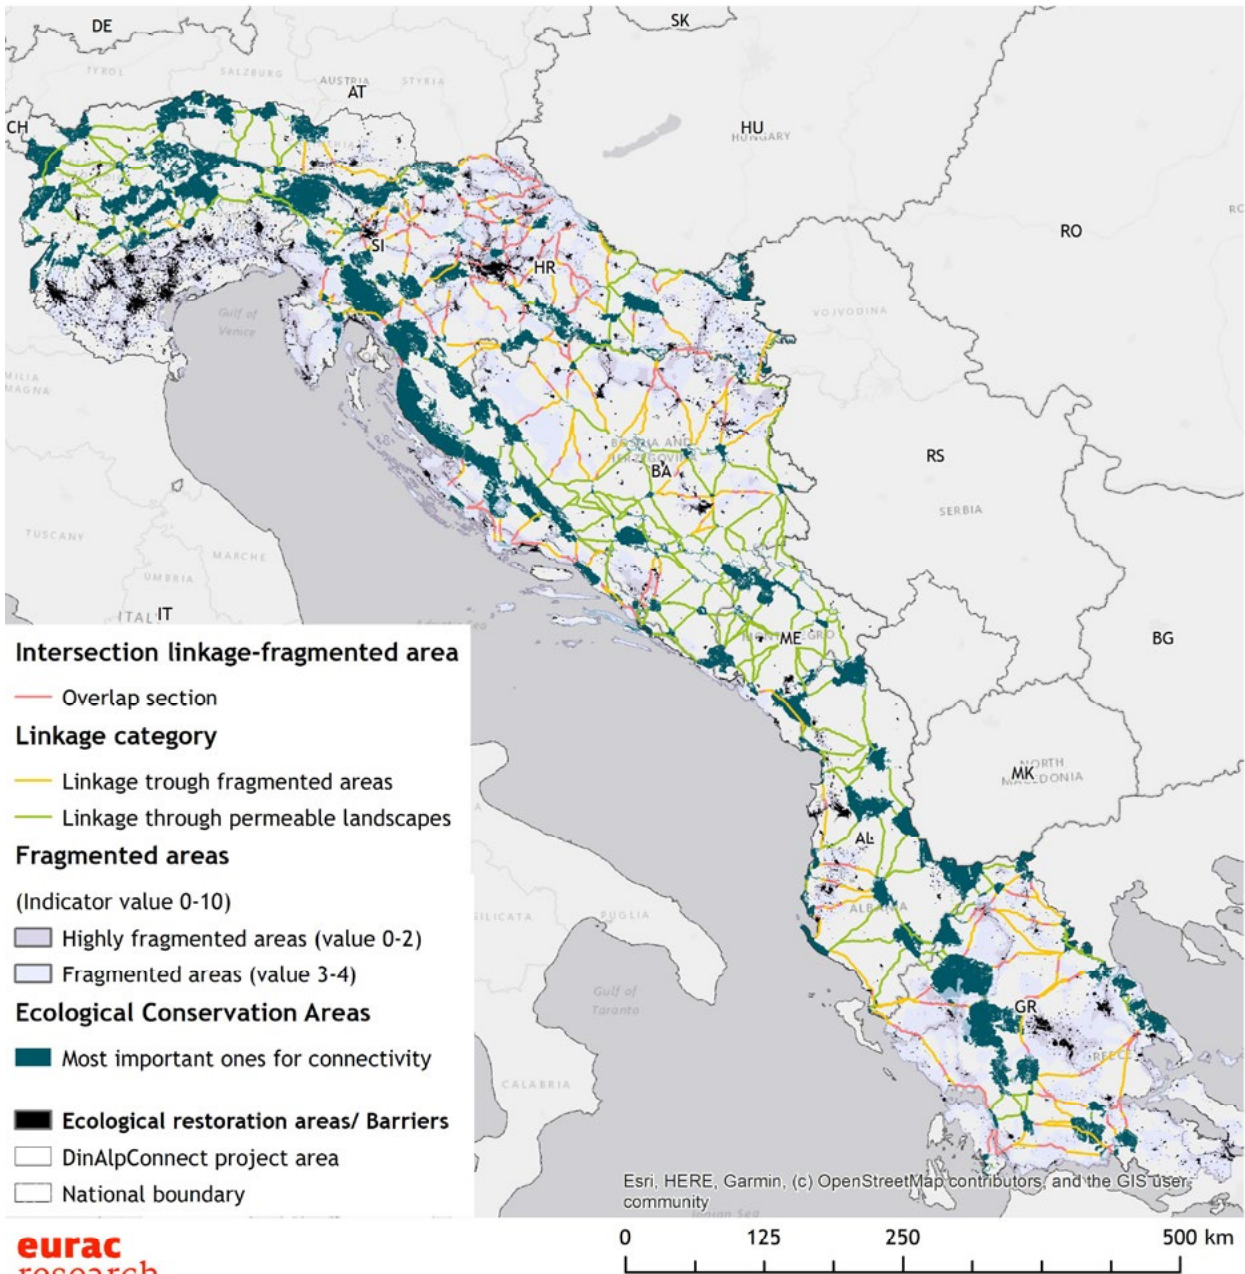 DE
SK
TYROL
SALZBURG
AUSTRIA
STYRIA
AT
CH
HU
HUNGARY
RO
SI
HR
Gulf of
Venice
VOJVODINA
BOSNIA AND
HERZEGOVINA
BA
RS
SERBIA
TUSCANY
MARCHE
UMBRIA
ITALY
IT
ME
MONTENEGRO
BG
MK
NORTH
MACEDONIA
AL
ALBANIA
PUGLIA
Gulf of
Taranto
GR
CALABRIA
Intersection linkage-fragmented area
Overlap section
Linkage category
Linkage trough fragmented areas
Linkage through permeable landscapes
Fragmented areas
(Indicator value 0-10)
Highly fragmented areas (value 0-2)
Fragmented areas (value 3-4)
Ecological Conservation Areas
Most important ones for connectivity
Ecological restoration areas/ Barriers
DinAlpConnect project area
National boundary
Esri, HERE, Garmin, (c) OpenStreetMap contributors, and the GIS user
community
Ionian Sea
eurac
research
0 125 250 500 km